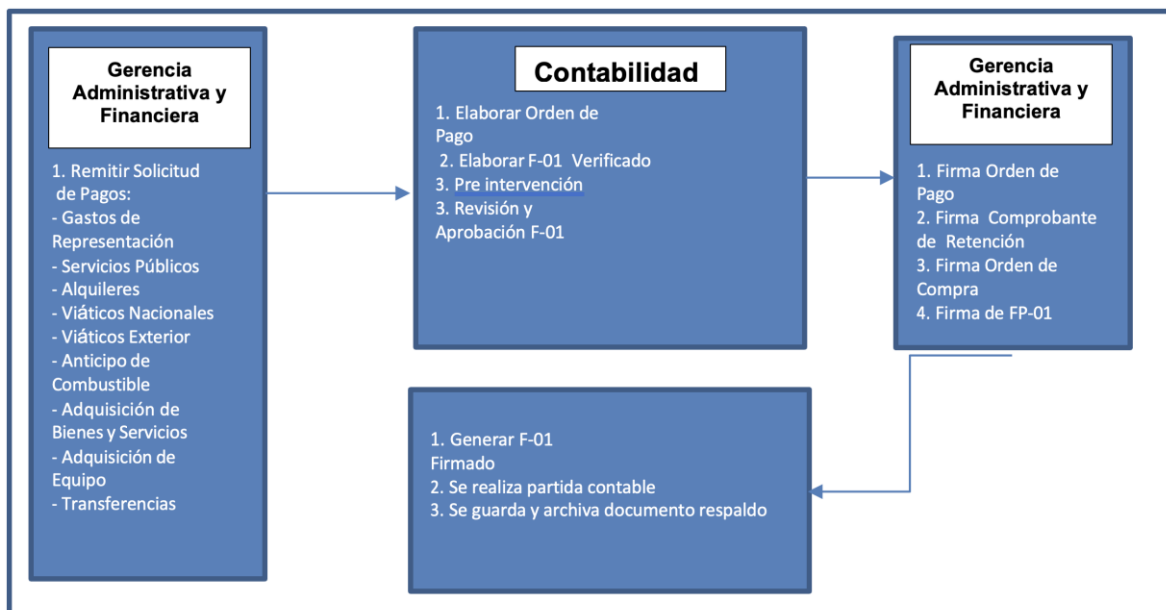 Gerencia
Administrativa y
Financiera
1. Remitir Solicitud
de Pagos:
- Gastos de
Representación
- Servicios Públicos
- Alquileres
- Viáticos Nacionales
- Viáticos Exterior
- Anticipo de
Combustible
- Adquisición de
Bienes y Servicios
- Adquisición de
Equipo
- Transferencias
Contabilidad
1. Elaborar Orden de
Pago
2. Elaborar F-01 Verificado
3. Pre intervención
3. Revisión y
Aprobación F-01
Gerencia
Administrativa y
Financiera
1. Firma Orden de
Pago
2. Firma Comprobante
de Retención
3. Firma Orden de
Compra
4. Firma de FP-01
1. Generar F-01
Firmado
2. Se realiza partida contable
3. Se guarda y archiva documento respaldo